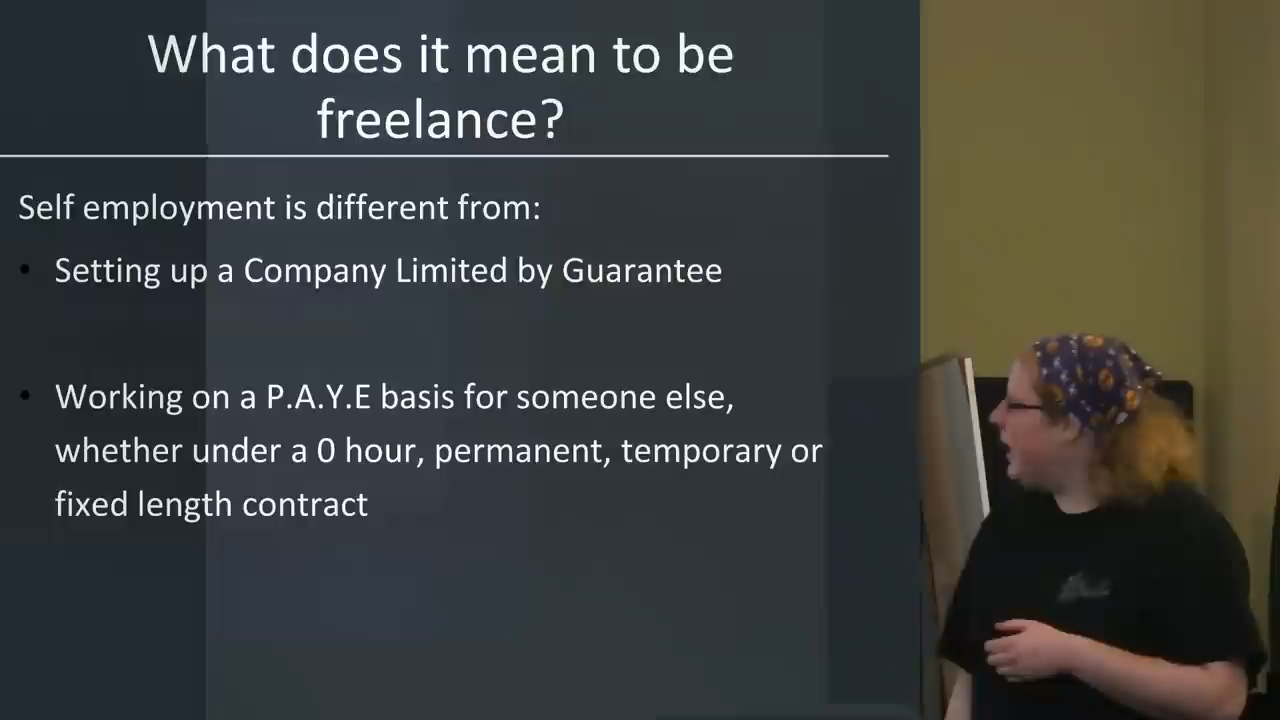 What does it mean to be
freelance?
Self employment is different from:
• Setting up a Company Limited by Guarantee
• Working on a P.A.Y.E basis for someone else,
whether under a 0 hour, permanent, temporary or
fixed length contract